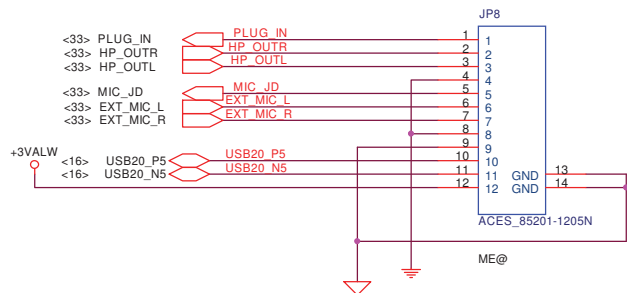 JP8
<33> PLUG_IN PLUG_IN 1 1
<33> HP_OUTR HP_OUTR 2 2
<33> HP_OUTL HP_OUTL 3 3
4 4
<33> MIC_JD MIC_JD 5 5
<33> EXT_MIC_L EXT_MIC_L 6 6
<33> EXT_MIC_R EXT_MIC_R 7 7
8 8
9 9
+3VALW
<16> USB20_P5 USB20_P5 10 10
<16> USB20_N5 USB20_N5 11 11 GND 13
12 12 GND 14
ACES_85201-1205N
ME@